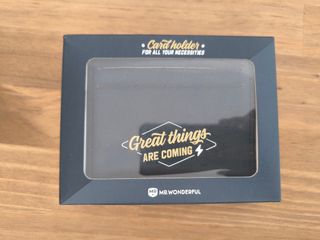 Card holder
FOR ALL YOUR NECESSITIES
Great things
ARE COMING
MR. WONDERFUL